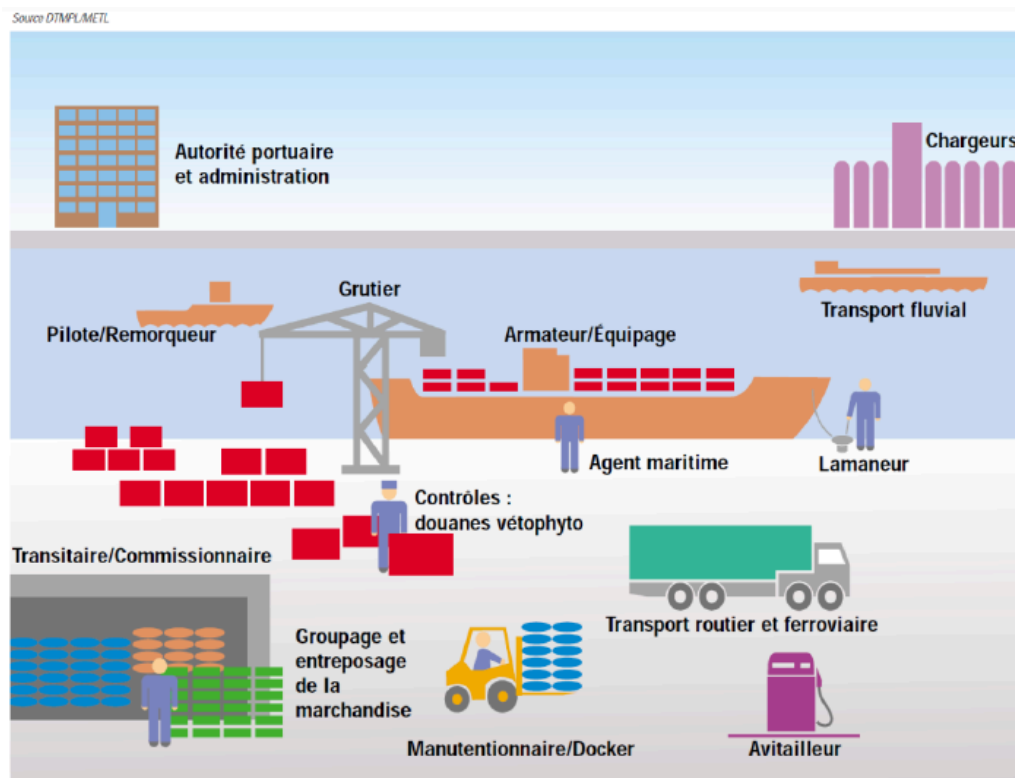 Source DTMPL/METL
Autorité portuaire
et administration
Chargeurs
Grutier
Pilote/Remorqueur
Armateur/Équipage
Transport fluvial
Agent maritime
Lamaneur
Contrôles :
douanes vétophyto
Transitaire/Commissionnaire
Groupage et
entreposage
de la
marchandise
Transport routier et ferroviaire
Manutentionnaire/Docker
Avitailleur